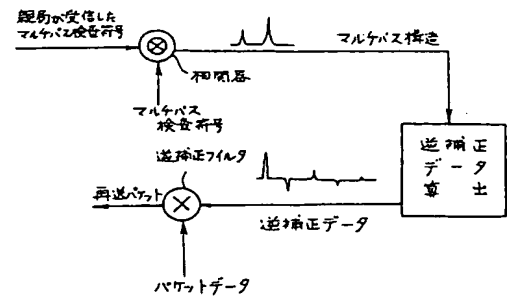 親局が受信した
マルチパス検査符号
マルチパス構造
相関器
マルチパス
検査符号
逆補正フィルタ
逆補正
データ
算出
再送パケット
逆補正データ
パケットデータ